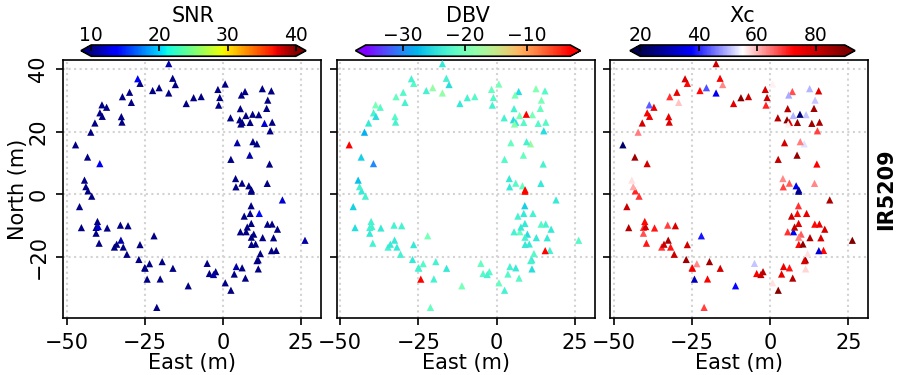 SNR DBV Xc
10 20 30 40 −30 −20 −10 20 40 60 80
North (m)
40
20
0
−20
−50 −25 0 25 −50 −25 0 25 −50 −25 0 25
East (m) East (m) East (m)
IR5209